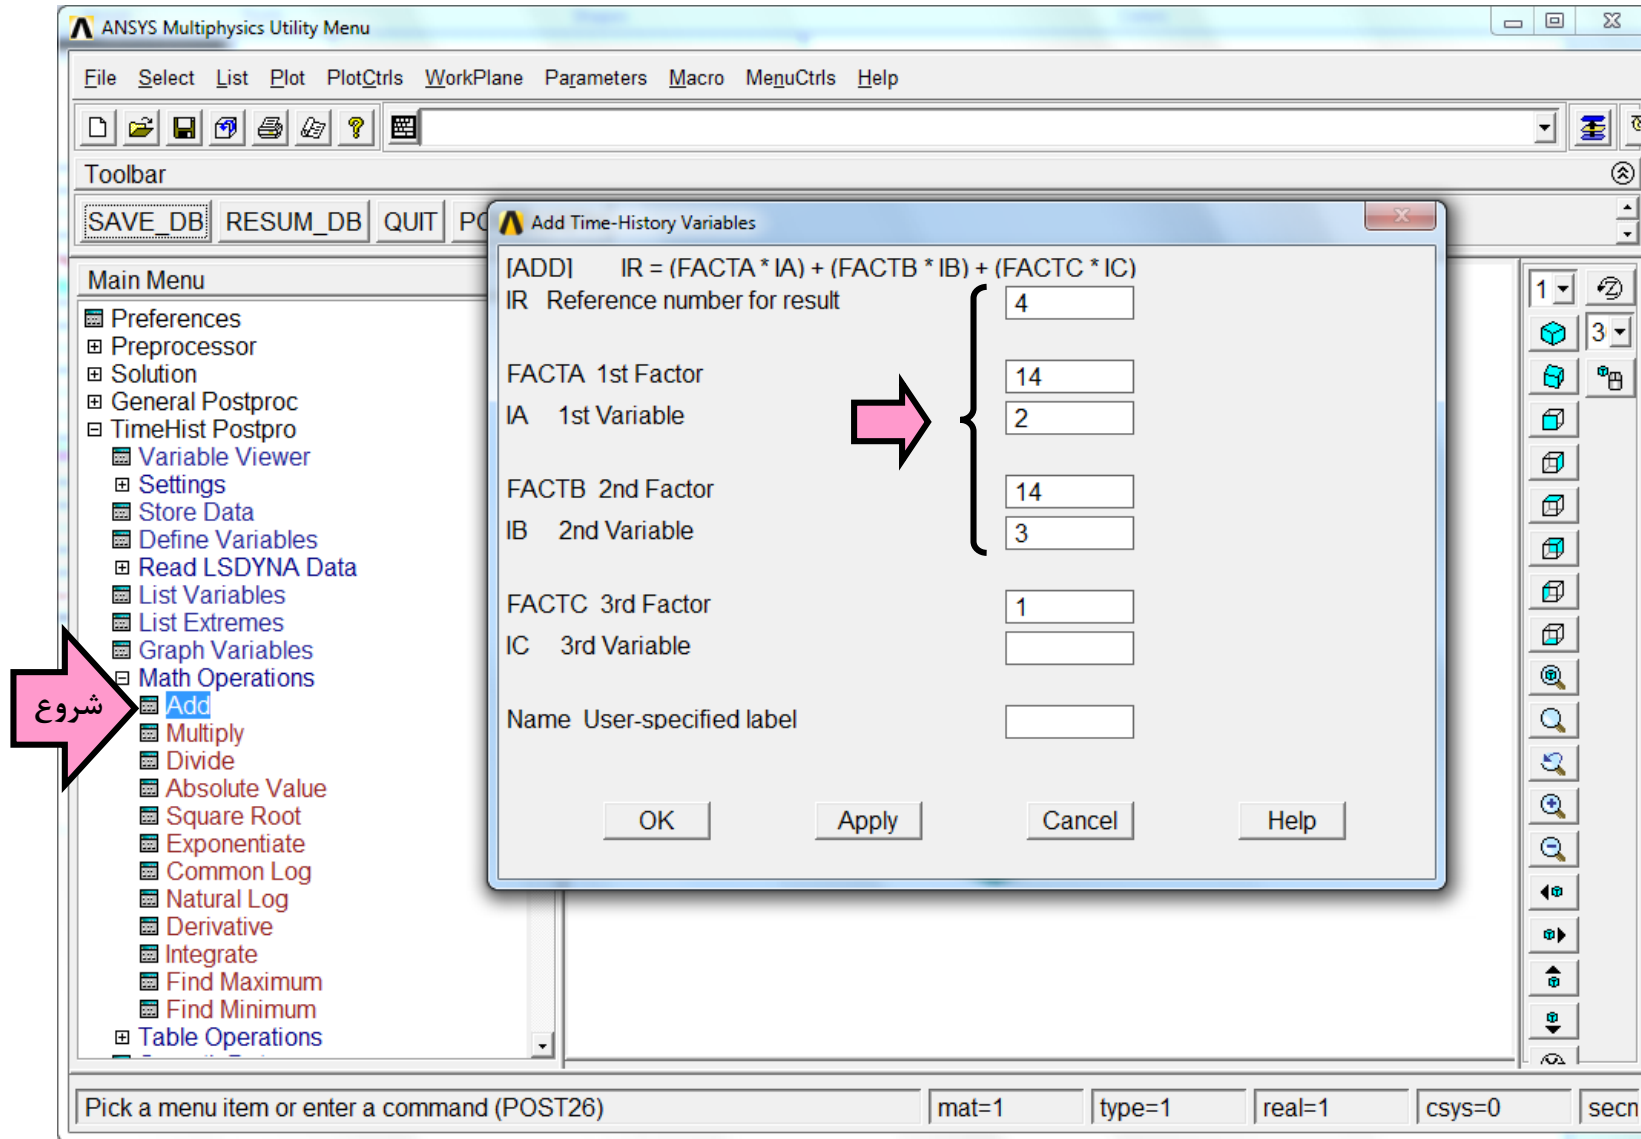 ANSYS Multiphysics Utility Menu
File Select List Plot PlotCtrls WorkPlane Parameters Macro MenuCtrls Help
Toolbar
SAVE_DB RESUM_DB QUIT
Main Menu
Preferences
Preprocessor
Solution
General Postproc
TimeHist Postpro
Variable Viewer
Settings
Store Data
Define Variables
Read LSDYNA Data
List Variables
List Extremes
Graph Variables
Math Operations
شروع
Add
Multiply
Divide
Absolute Value
Square Root
Exponentiate
Common Log
Natural Log
Derivative
Integrate
Find Maximum
Find Minimum
Table Operations
Add Time-History Variables
[ADD] IR = (FACTA * IA) + (FACTB * IB) + (FACTC * IC)
IR Reference number for result 4
FACTA 1st Factor 14
IA 1st Variable 2
FACTB 2nd Factor 14
IB 2nd Variable 3
FACTC 3rd Factor 1
IC 3rd Variable
Name User-specified label
OK Apply Cancel Help
1
3
Pick a menu item or enter a command (POST26) mat=1 type=1 real=1 csys=0 secn